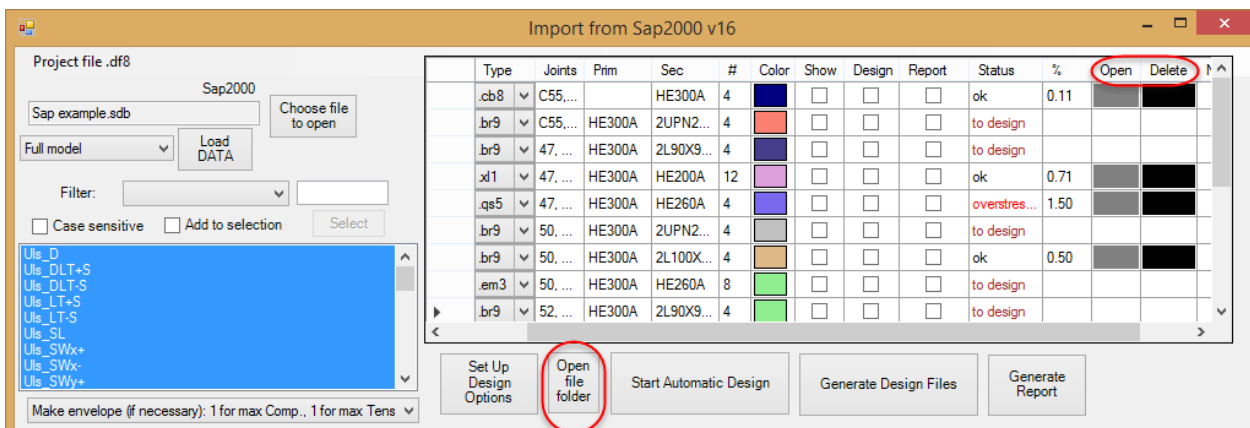 Import from Sap2000 v16
Project file .df8
Sap2000
Sap example.sdb
Choose file
to open
Full model
Load
DATA
Filter:
Case sensitive Add to selection Select
Uls_D
Uls_DLT+S
Uls_DLT-S
Uls_LT+S
Uls_LT-S
Uls_SL
Uls_SWx+
Uls_SWx-
Uls_SWy+
Make envelope (if necessary): 1 for max Comp., 1 for max Tens
Type Joints Prim Sec # Color Show Design Report Status % Open Delete
.cb8 C55,... HE300A 4 ok 0.11
.br9 C55,... HE300A 2UPN2... 4 to design
.br9 47, ... HE300A 2L90X9... 4 to design
.xl1 47, ... HE300A HE200A 12 ok 0.71
.qs5 47, ... HE300A HE260A 4 overstres... 1.50
.br9 50, ... HE300A 2UPN2... 4 to design
.br9 50, ... HE300A 2L100X... 4 ok 0.50
.em3 50, ... HE300A HE260A 8 to design
.br9 52, ... HE300A 2L90X9... 4 to design
Set Up
Design
Options
Open
file
folder
Start Automatic Design
Generate Design Files
Generate
Report